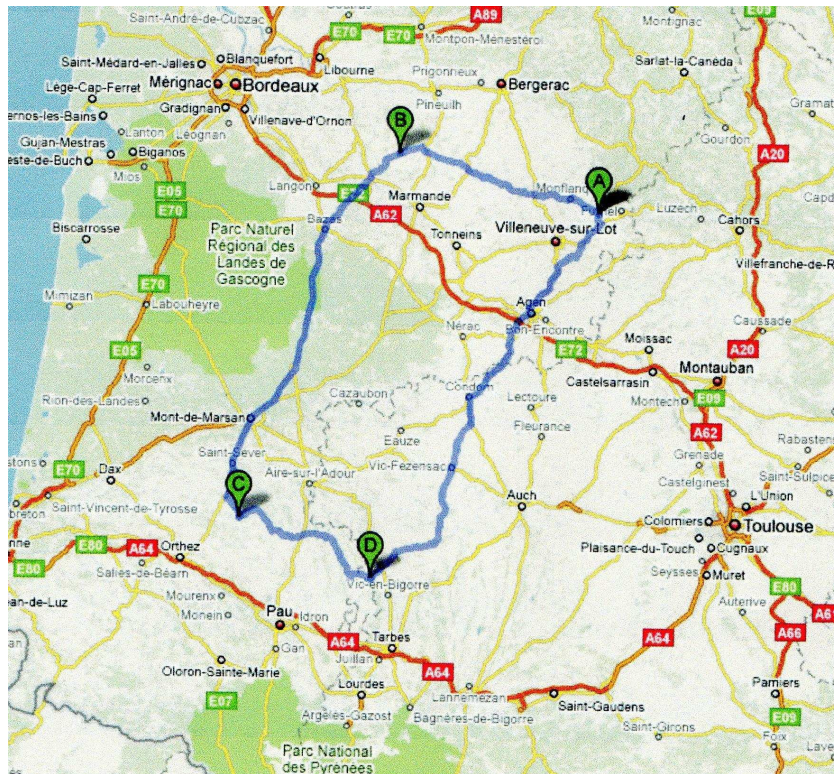 Saint-André-de-Cubzac
A89
E09
Montignac
E70
E70
Montpon-Ménestérol
Blanquefort
Saint-Médard-en-Jalles
Libourne
Prigonrieux
Sarlat-la-Canéda
Mérignac
Bordeaux
Bergerac
Lège-Cap-Ferret
Pineuilh
Gradignan
Villenave-d'Ornon
B
Gramat
Léognan
Lanton
Gourdon
Gujan-Mestras
Biganos
A20
Mios
A
E05
Langon
Monflanquin
E70
Marmande
A62
Luzech
Bazas
Villeneuve-sur-Lot
Cahors
Parc Naturel
Régional des
Landes de
Gascogne
Biscarrosse
Tonneins
E70
Mimizan
Labouheyre
Agen
Bon-Encontre
Caussade
Nérac
E05
E72
Moissac
A20
Morcenx
Castelsarrasin
Montauban
Condom
Rion-des-Landes
Cazaubon
Lectoure
Montech
E09
Mont-de-Marsan
Fleurance
A62
Eauze
Saint-Sever
Grenade
E70
Dax
Aire-sur-l'Adour
Vic-Fezensac
Castelginest
C
Auch
L'Union
Saint-Vincent-de-Tyrosse
Colomiers
Toulouse
E80
A64
Orthez
D
Plaisance-du-Touch
Cugnaux
E80
Salies-de-Béarn
Seysses
Muret
E80
Vic-en-Bigorre
Mourenx
Auterive
Monein
Pau
Idron
A66
Gan
A64
Tarbes
A64
Juillan
Oloron-Sainte-Marie
A64
Lourdes
Lannemezan
Pamiers
E07
Saint-Gaudens
Argelès-Gazost
Bagnères-de-Bigorre
E09
Saint-Girons
Foix
Parc National
des Pyrénées